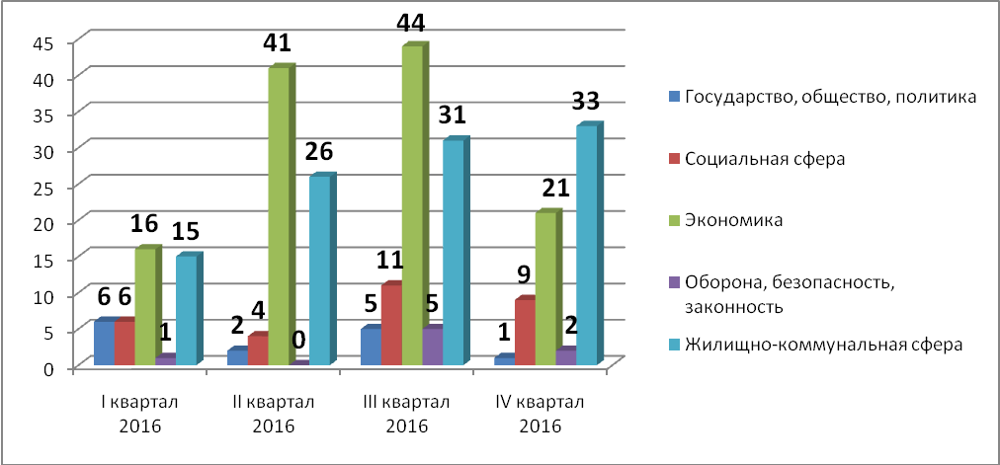 45
40
35
30
25
20
15
10
5
0
6 6 16 1 15
2 4 41 0 26
5 11 44 5 31
1 9 21 2 33
I квартал
2016
II квартал
2016
III квартал
2016
IV квартал
2016
Государство, общество, политика
Социальная сфера
Экономика
Оборона, безопасность,
законность
Жилищно-коммунальная сфера